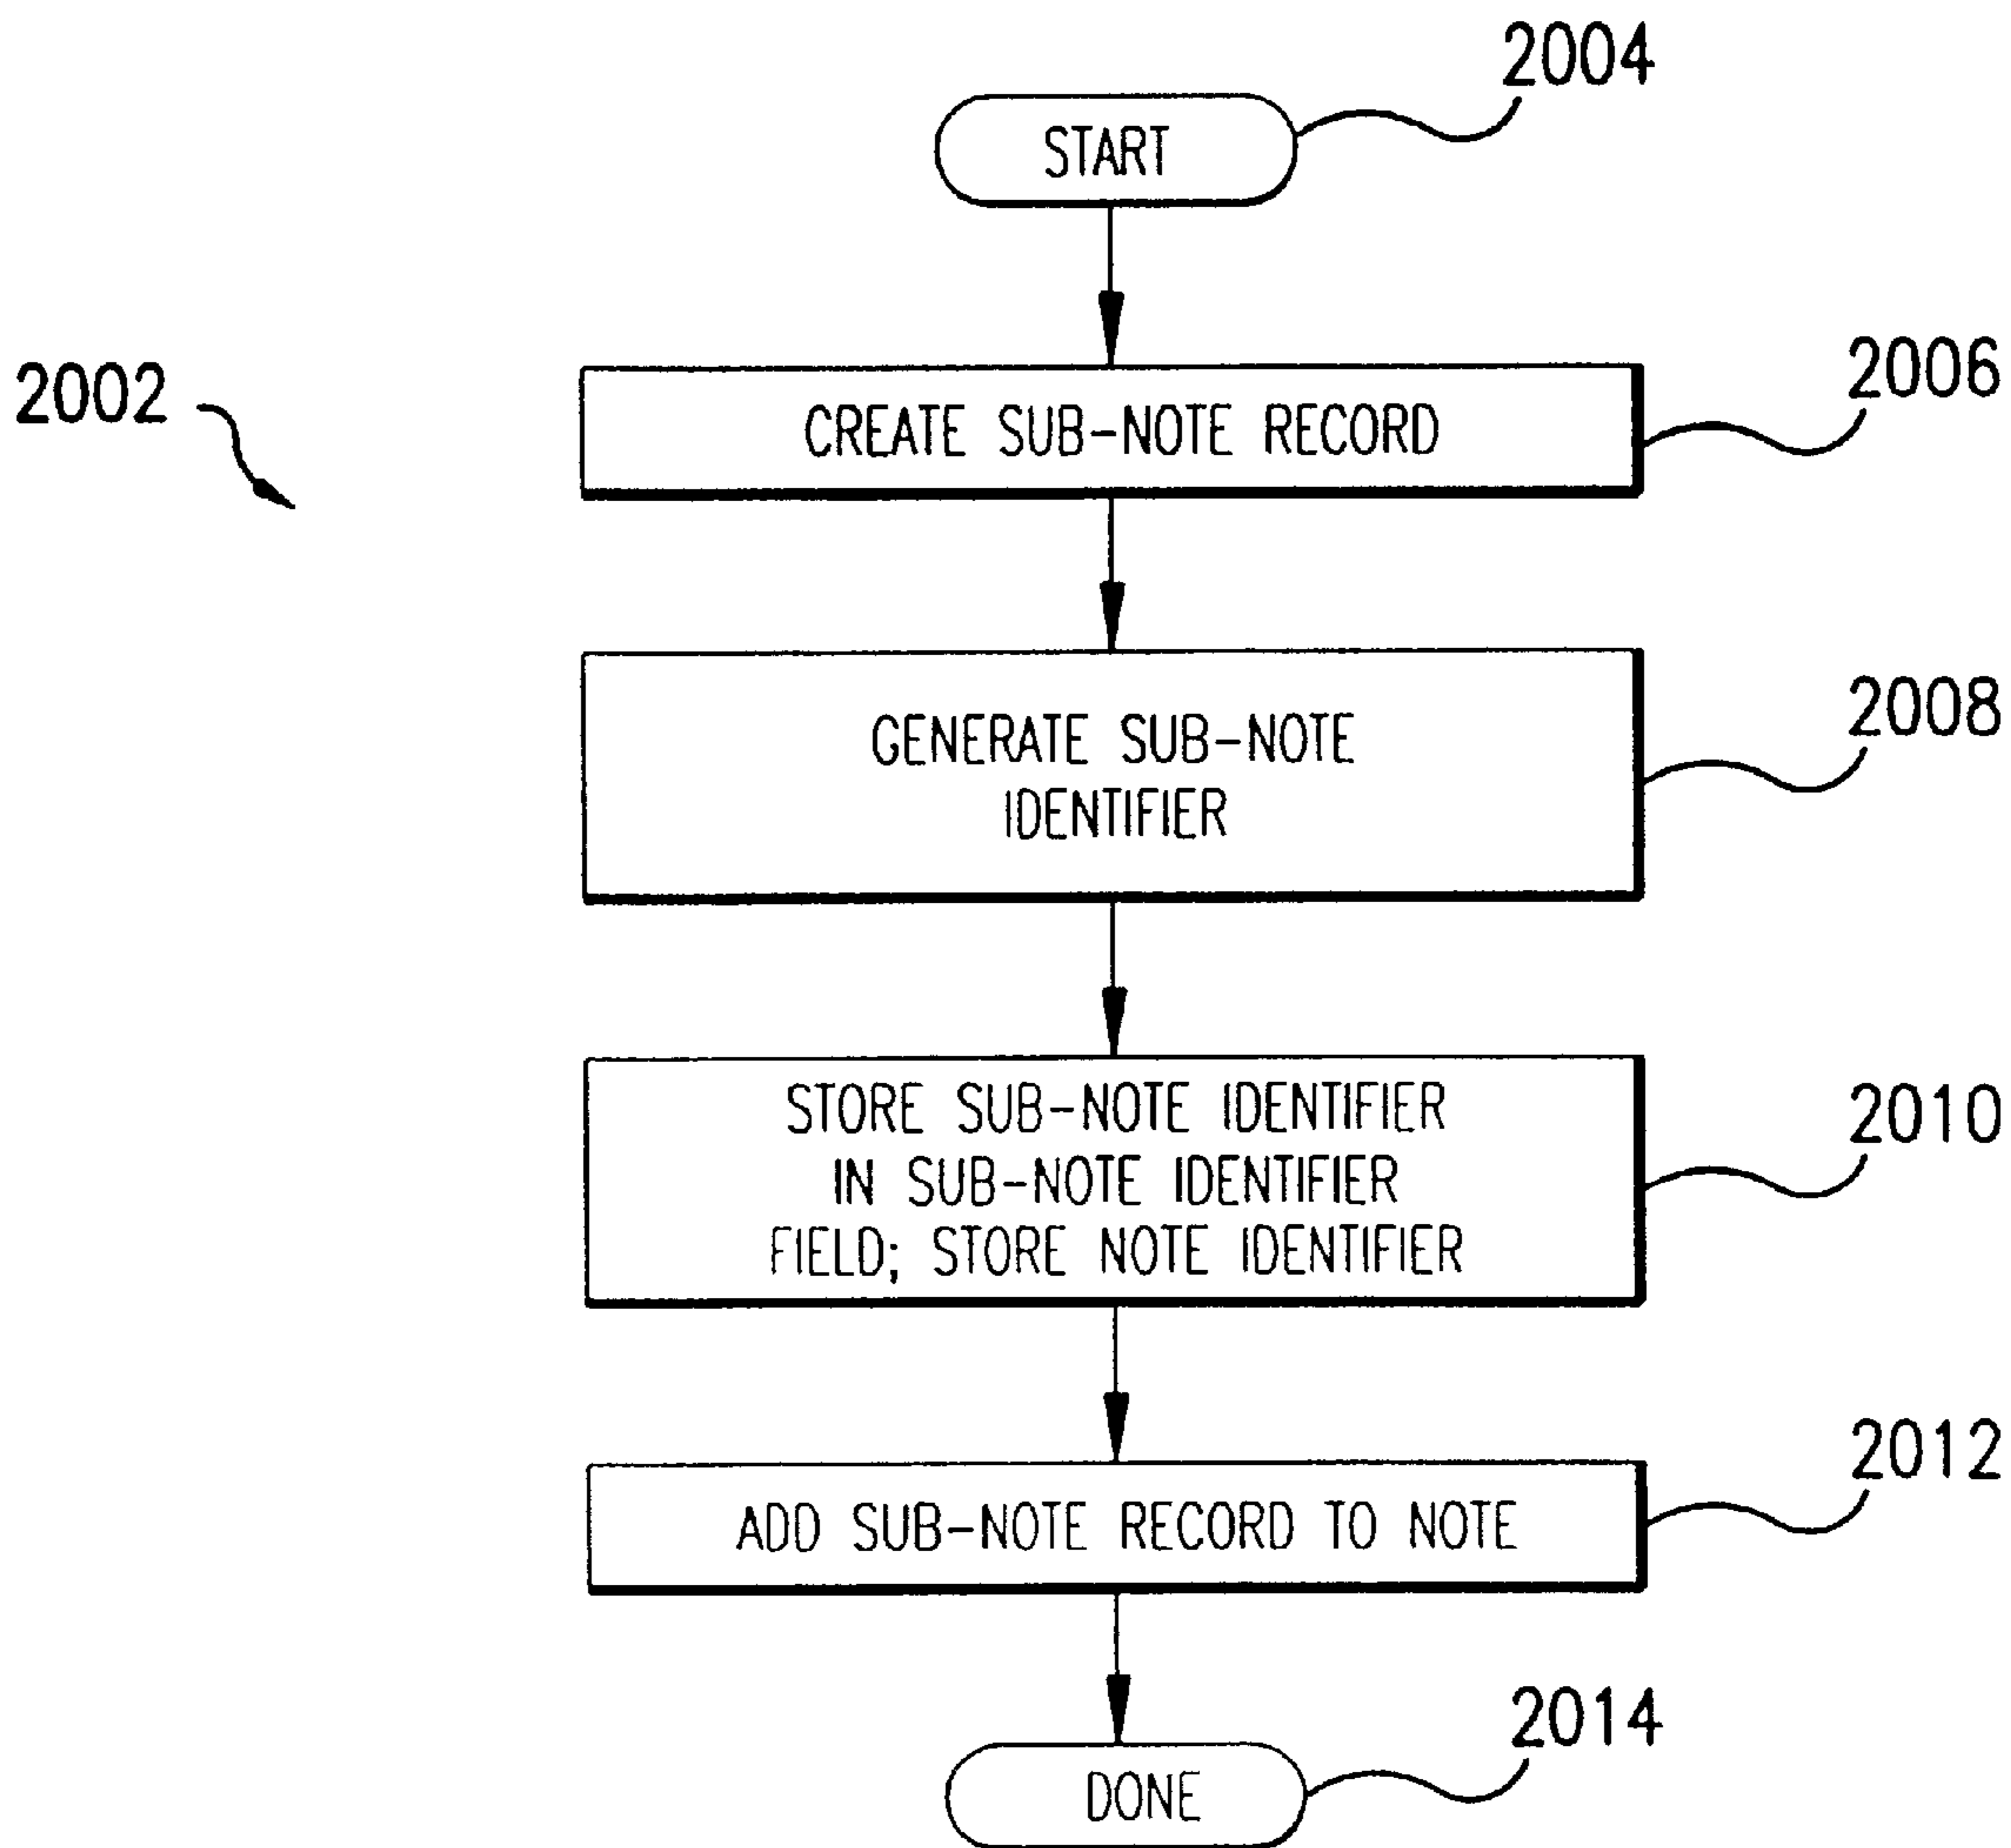 2004
START
2002
2006
CREATE SUB-NOTE RECORD
2008
GENERATE SUB-NOTE
IDENTIFIER
2010
STORE SUB-NOTE IDENTIFIER
IN SUB-NOTE IDENTIFIER
FIELD; STORE NOTE IDENTIFIER
2012
ADD SUB-NOTE RECORD TO NOTE
2014
DONE